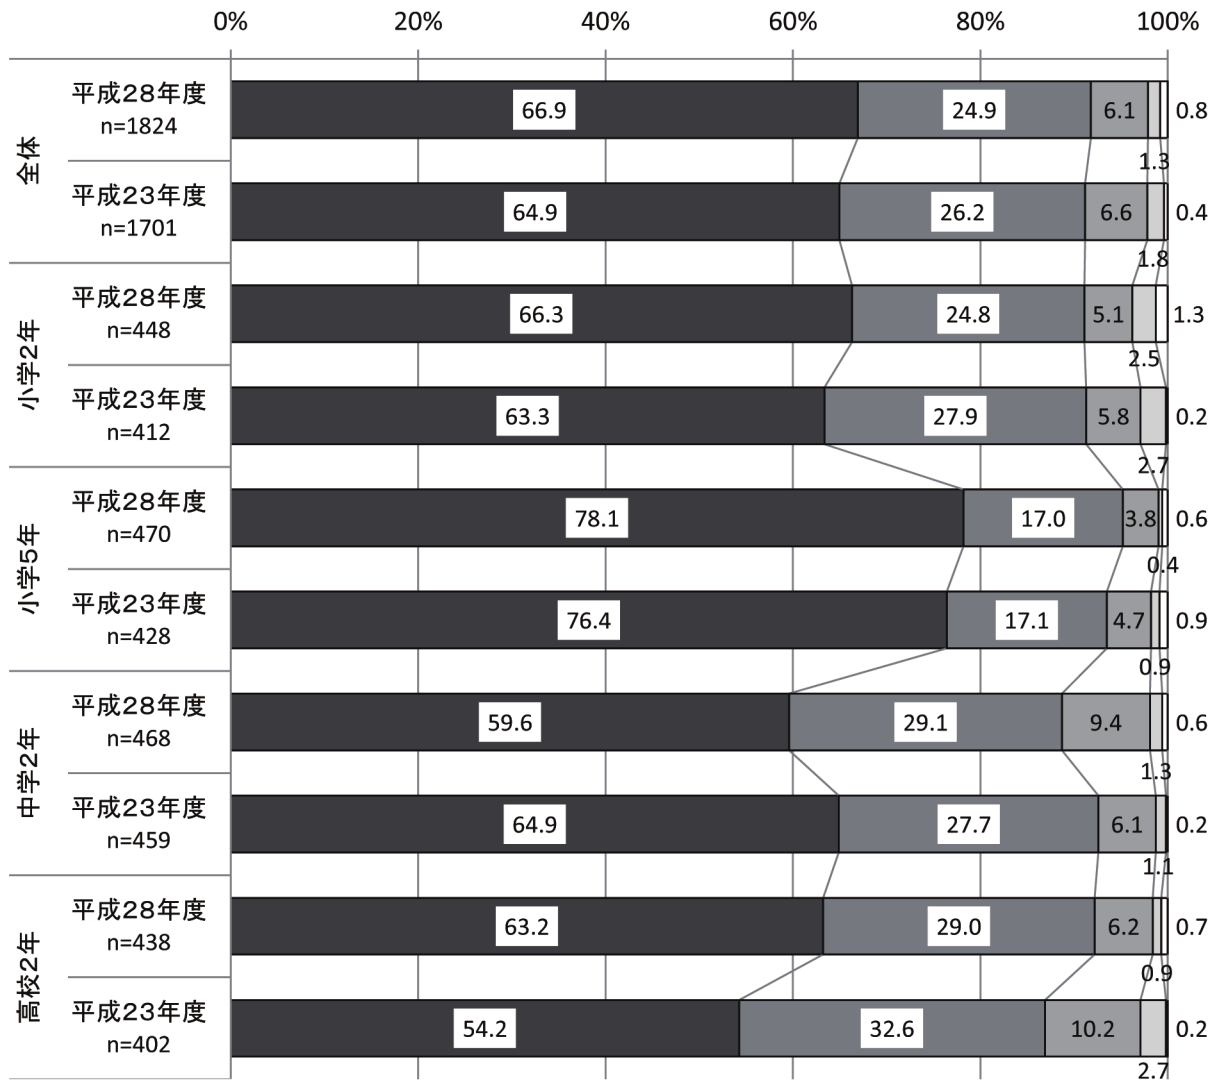 0% 20% 40% 60% 80% 100%
全体
平成28年度
n=1824
66.9 24.9 6.1 0.8
1.3
平成23年度
n=1701
64.9 26.2 6.6 0.4
1.8
小学2年
平成28年度
n=448
66.3 24.8 5.1 1.3
2.5
平成23年度
n=412
63.3 27.9 5.8 0.2
2.7
小学5年
平成28年度
n=470
78.1 17.0 3.8 0.6
0.4
平成23年度
n=428
76.4 17.1 4.7 0.9
0.9
中学2年
平成28年度
n=468
59.6 29.1 9.4 0.6
1.3
平成23年度
n=459
64.9 27.7 6.1 0.2
1.1
高校2年
平成28年度
n=438
63.2 29.0 6.2 0.7
0.9
平成23年度
n=402
54.2 32.6 10.2 0.2
2.7